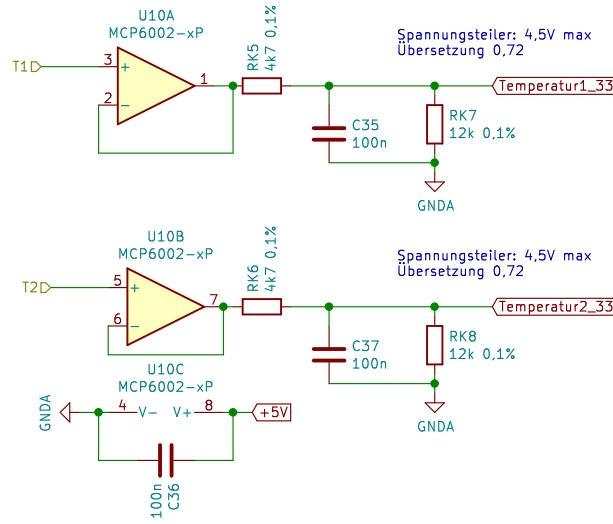 U10A
MCP6002-xP
T1
3
+
2
−
1
RK5
4k7 0,1%
Spannungsteiler: 4,5V max
Übersetzung 0,72
Temperatur1_33
C35
100n
RK7
12k 0,1%
GNDA
U10B
MCP6002-xP
T2
5
+
6
−
7
RK6
4k7 0,1%
Spannungsteiler: 4,5V max
Übersetzung 0,72
Temperatur2_33
C37
100n
RK8
12k 0,1%
GNDA
U10C
MCP6002-xP
GNDA
4
V−
V+
8
+5V
100n
C36